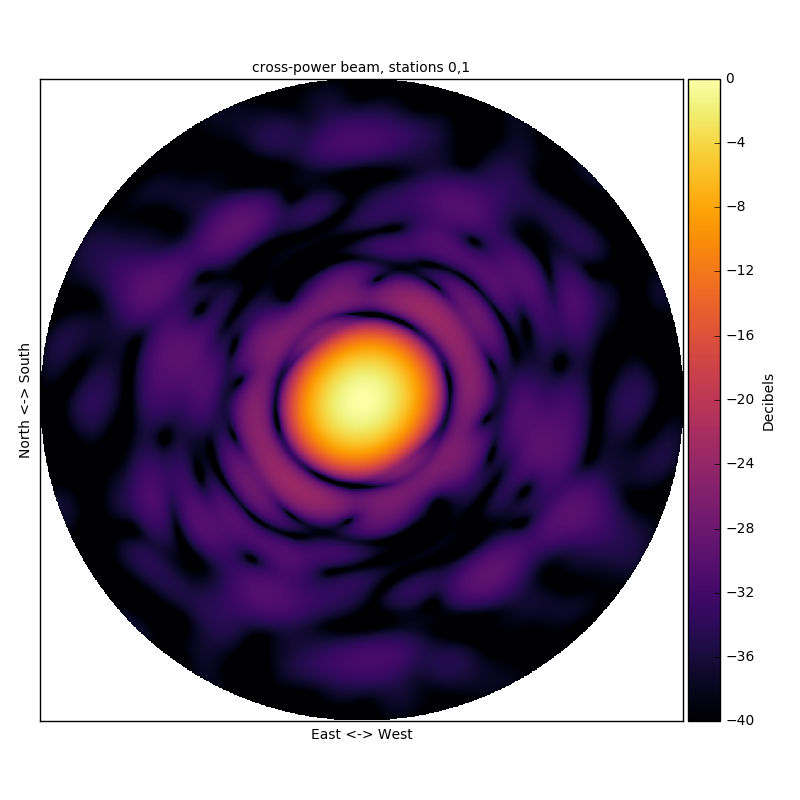 cross-power beam, stations 0,1
0
−4
−8
−12
−16
−20
−24
−28
−32
−36
−40
Decibels
North <-> South
East <-> West